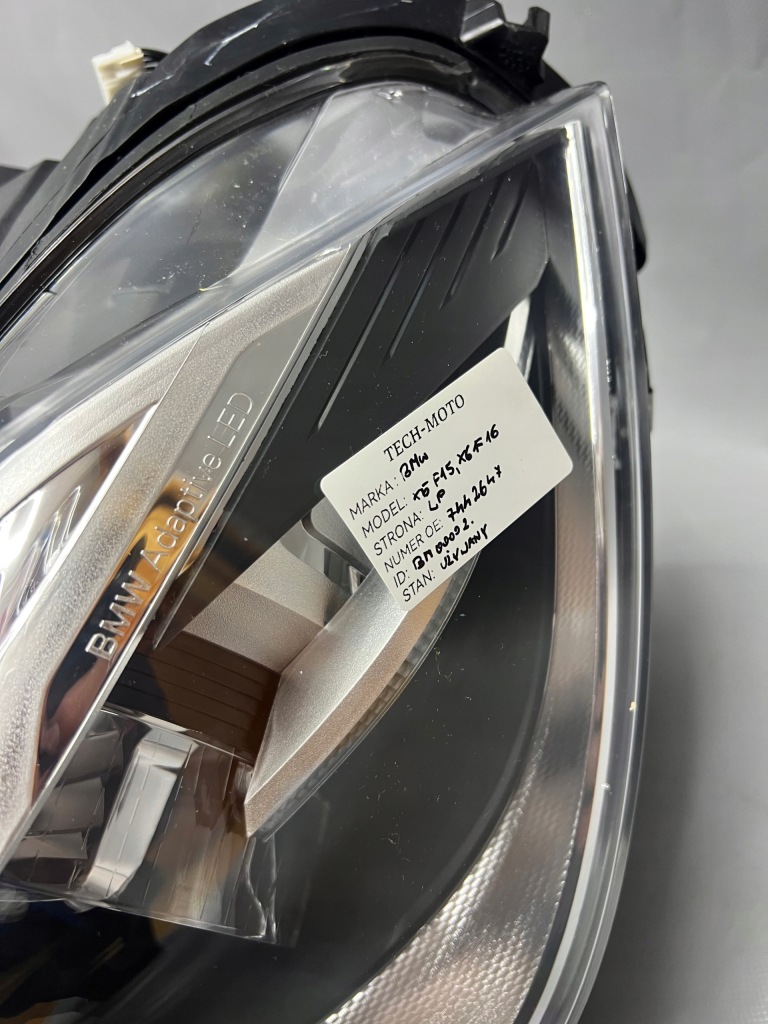 TECH-MOTO
MARKA: BMW
MODEL: X5 F15, X6 F16
STRONA: LP
NUMER OE: 7442647
ID: BM00092.
STAN: UŻYWANY
BMW Adaptive LED